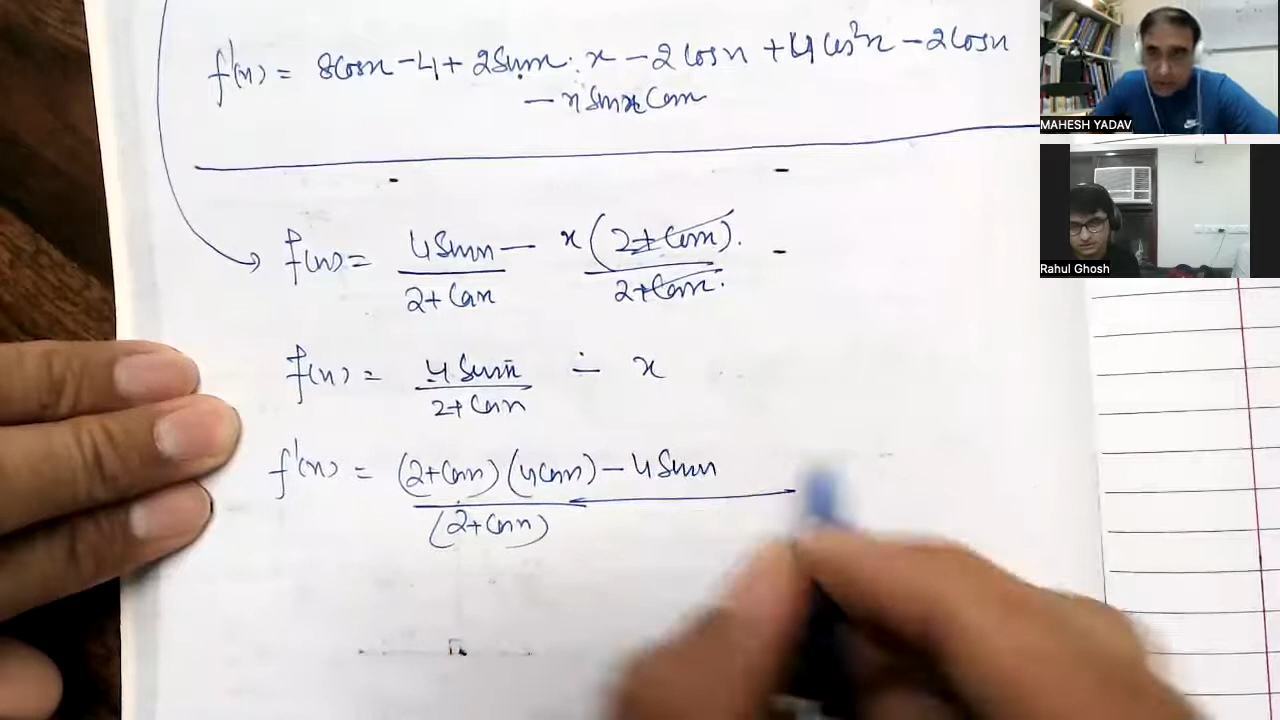 f'(x) = 8cosx - 4 + 2sinx . x - 2cosx + 4cos²x - 2cosx
- x sinx cosx
f(x) = 4sinx / 2+cosx - x(2+cosx) / 2+cosx
f(x) = 4sinx / 2+cosx - x
f'(x) = (2+cosx)(4cosx) - 4sinx / (2+cosx)
MAHESH YADAV
Rahul Ghosh